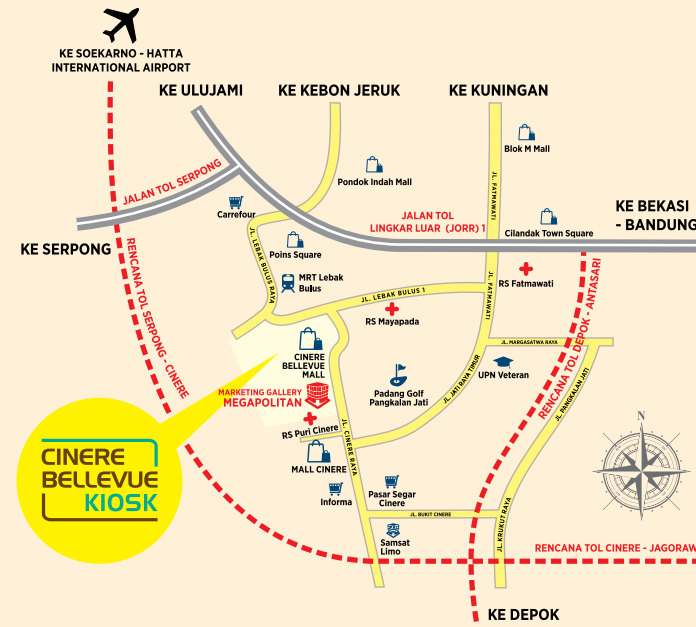 KE SOEKARNO - HATTA
INTERNATIONAL AIRPORT
KE ULUJAMI
KE KEBON JERUK
KE KUNINGAN
Blok M Mall
JL. FATMAWATI
Pondok Indah Mall
JALAN TOL SERPONG
Carrefour
JALAN TOL
LINGKAR LUAR (JORR) 1
Cilandak Town Square
KE BEKASI
- BANDUNG
KE SERPONG
JL. LEBAK BULUS RAYA
Poins Square
MRT Lebak
Bulus
JL. LEBAK BULUS 1
JL. FATMAWATI
RS Fatmawati
RS Mayapada
RENCANA TOL SERPONG - CINERE
RENCANA TOL DEPOK - ANTASARI
CINERE
BELLEVUE
MALL
JL. MARGASATWA RAYA
UPN Veteran
JL. JATI RAYA TIMUR
JL. PANGKALAN JATI
Padang Golf
Pangkalan Jati
MARKETING GALLERY
MEGAPOLITAN
RS Puri Cinere
JL. CINERE RAYA
N
CINERE
BELLEVUE
KIOSK
MALL CINERE
Informa
Pasar Segar
Cinere
JL. BUKIT CINERE
JL. KRUKUT RAYA
Samsat
Limo
RENCANA TOL CINERE - JAGORAW
KE DEPOK